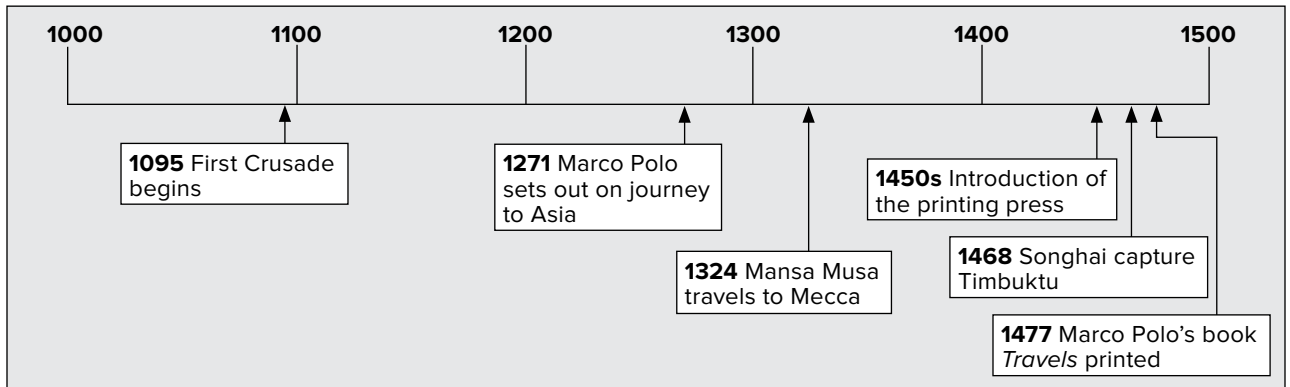 1000 1100 1200 1300 1400 1500
1095 First Crusade
begins
1271 Marco Polo
sets out on journey
to Asia
1324 Mansa Musa
travels to Mecca
1450s Introduction of
the printing press
1468 Songhai capture
Timbuktu
1477 Marco Polo’s book
Travels printed